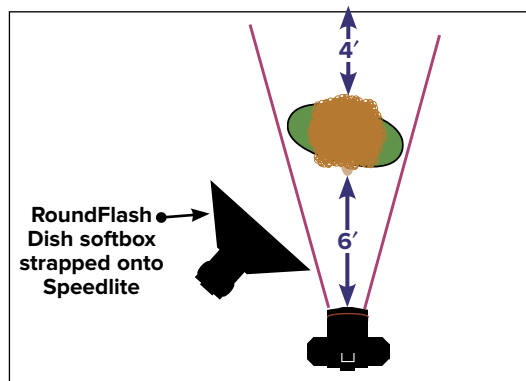 4′
RoundFlash
Dish softbox
strapped onto
Speedlite
6′